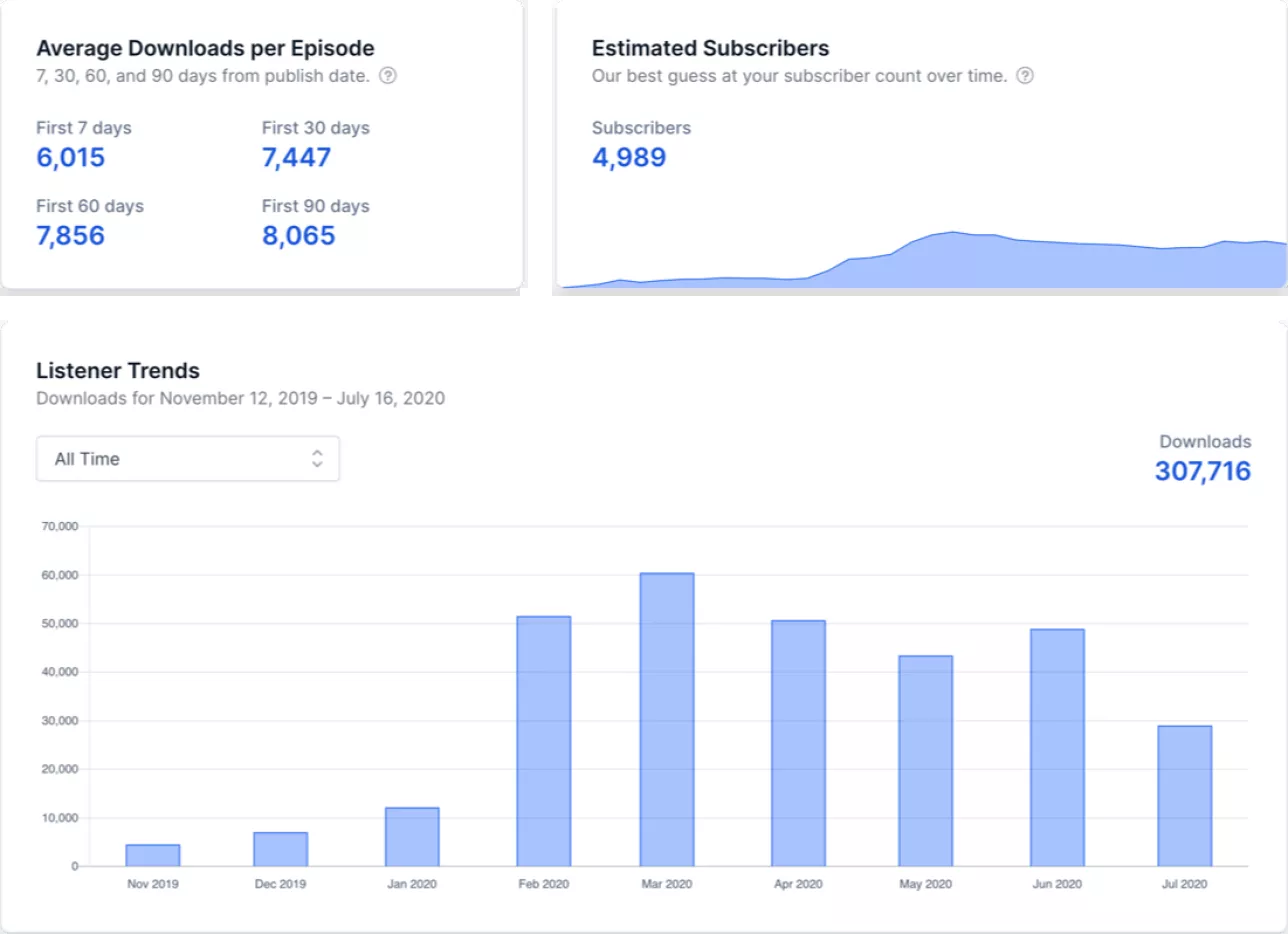 Average Downloads per Episode
7, 30, 60, and 90 days from publish date. ?
First 7 days
6,015
First 30 days
7,447
First 60 days
7,856
First 90 days
8,065
Estimated Subscribers
Our best guess at your subscriber count over time. ?
Subscribers
4,989
Listener Trends
Downloads for November 12, 2019 – July 16, 2020
All Time
Downloads
307,716
70,000
60,000
50,000
40,000
30,000
20,000
10,000
0
Nov 2019 Dec 2019 Jan 2020 Feb 2020 Mar 2020 Apr 2020 May 2020 Jun 2020 Jul 2020